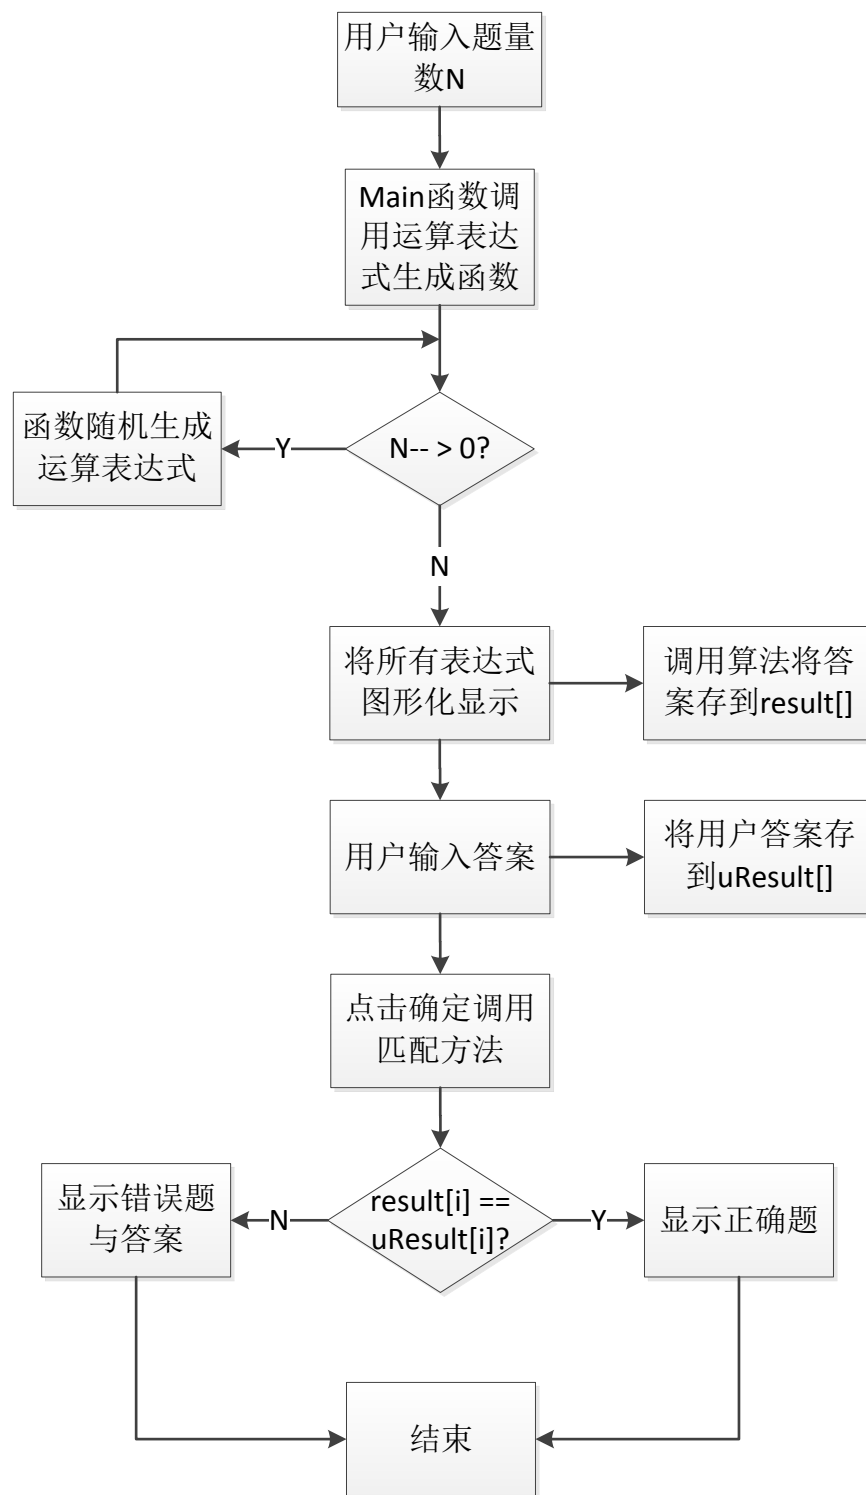 用户输入题量
数N
Main函数调
用运算表达
式生成函数
函数随机生成
运算表达式
Y
N-- > 0?
N
将所有表达式
图形化显示
调用算法将答
案存到result[]
用户输入答案
将用户答案存
到uResult[]
点击确定调用
匹配方法
显示错误题
与答案
N
result[i] ==
uResult[i]?
Y
显示正确题
结束